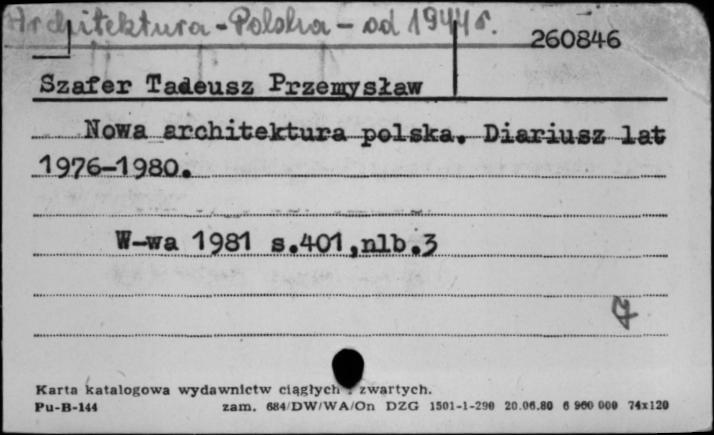 Architektura - Polska - od 1944 r.
260846
Szafer Tadeusz Przemysław
Nowa architektura polska. Diariusz lat
1976-1980.
W-wa 1981 s.401,nlb.3
Karta katalogowa wydawnictw ciągłych i zwartych.
Pu-B-144 zam. 684/DW/WA/On DZG 1501-1-290 20.06.80 6 960 000 74x120